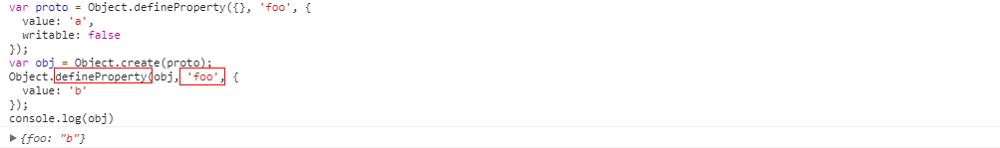 var proto = Object.defineProperty({}, 'foo', {
  value: 'a',
  writable: false
});
var obj = Object.create(proto);
Object.defineProperty(obj, 'foo', {
  value: 'b'
});
console.log(obj)
▶ {foo: "b"}